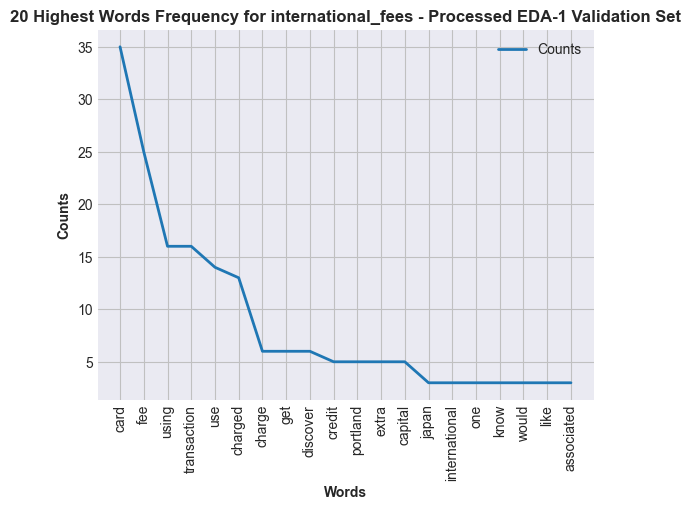 20 Highest Words Frequency for international_fees - Processed EDA-1 Validation Set
Counts
35
30
25
20
15
10
5
Counts
card
fee
using
transaction
use
charged
charge
get
discover
credit
portland
extra
capital
japan
international
one
know
would
like
associated
Words